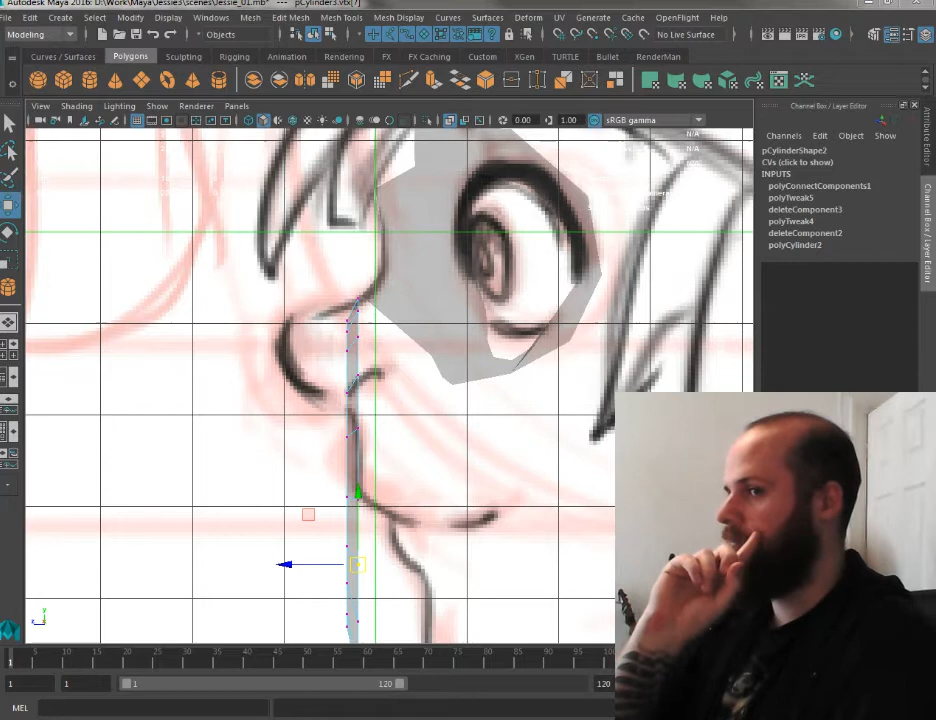 Autodesk Maya 2016: D:\Work\Maya\Jessie3\scenes\Jessie_01.mb* --- pCylinder3.vtx[7]
File Edit Create Select Modify Display Windows Mesh Edit Mesh Mesh Tools Mesh Display Curves Surfaces Deform UV Generate Cache OpenFlight Help
Modeling Objects No Live Surface
Curves / Surfaces Polygons Sculpting Rigging Animation Rendering FX FX Caching Custom XGen TURTLE Bullet RenderMan
View Shading Lighting Show Renderer Panels
0.00 1.00 sRGB gamma
N/A
N/A
N/A
Channel Box / Layer Editor
Channels Edit Object Show
pCylinderShape2
CVs (click to show)
INPUTS
polyConnectComponents1
polyTweak5
deleteComponent3
polyTweak4
deleteComponent2
polyCylinder2
Attribute Editor
Channel Box / Layer Editor
5 10 15 20 25 30 35 40 45 50 55 60 65 70 75 80 85 90 95
1 1 1 120 120
MEL